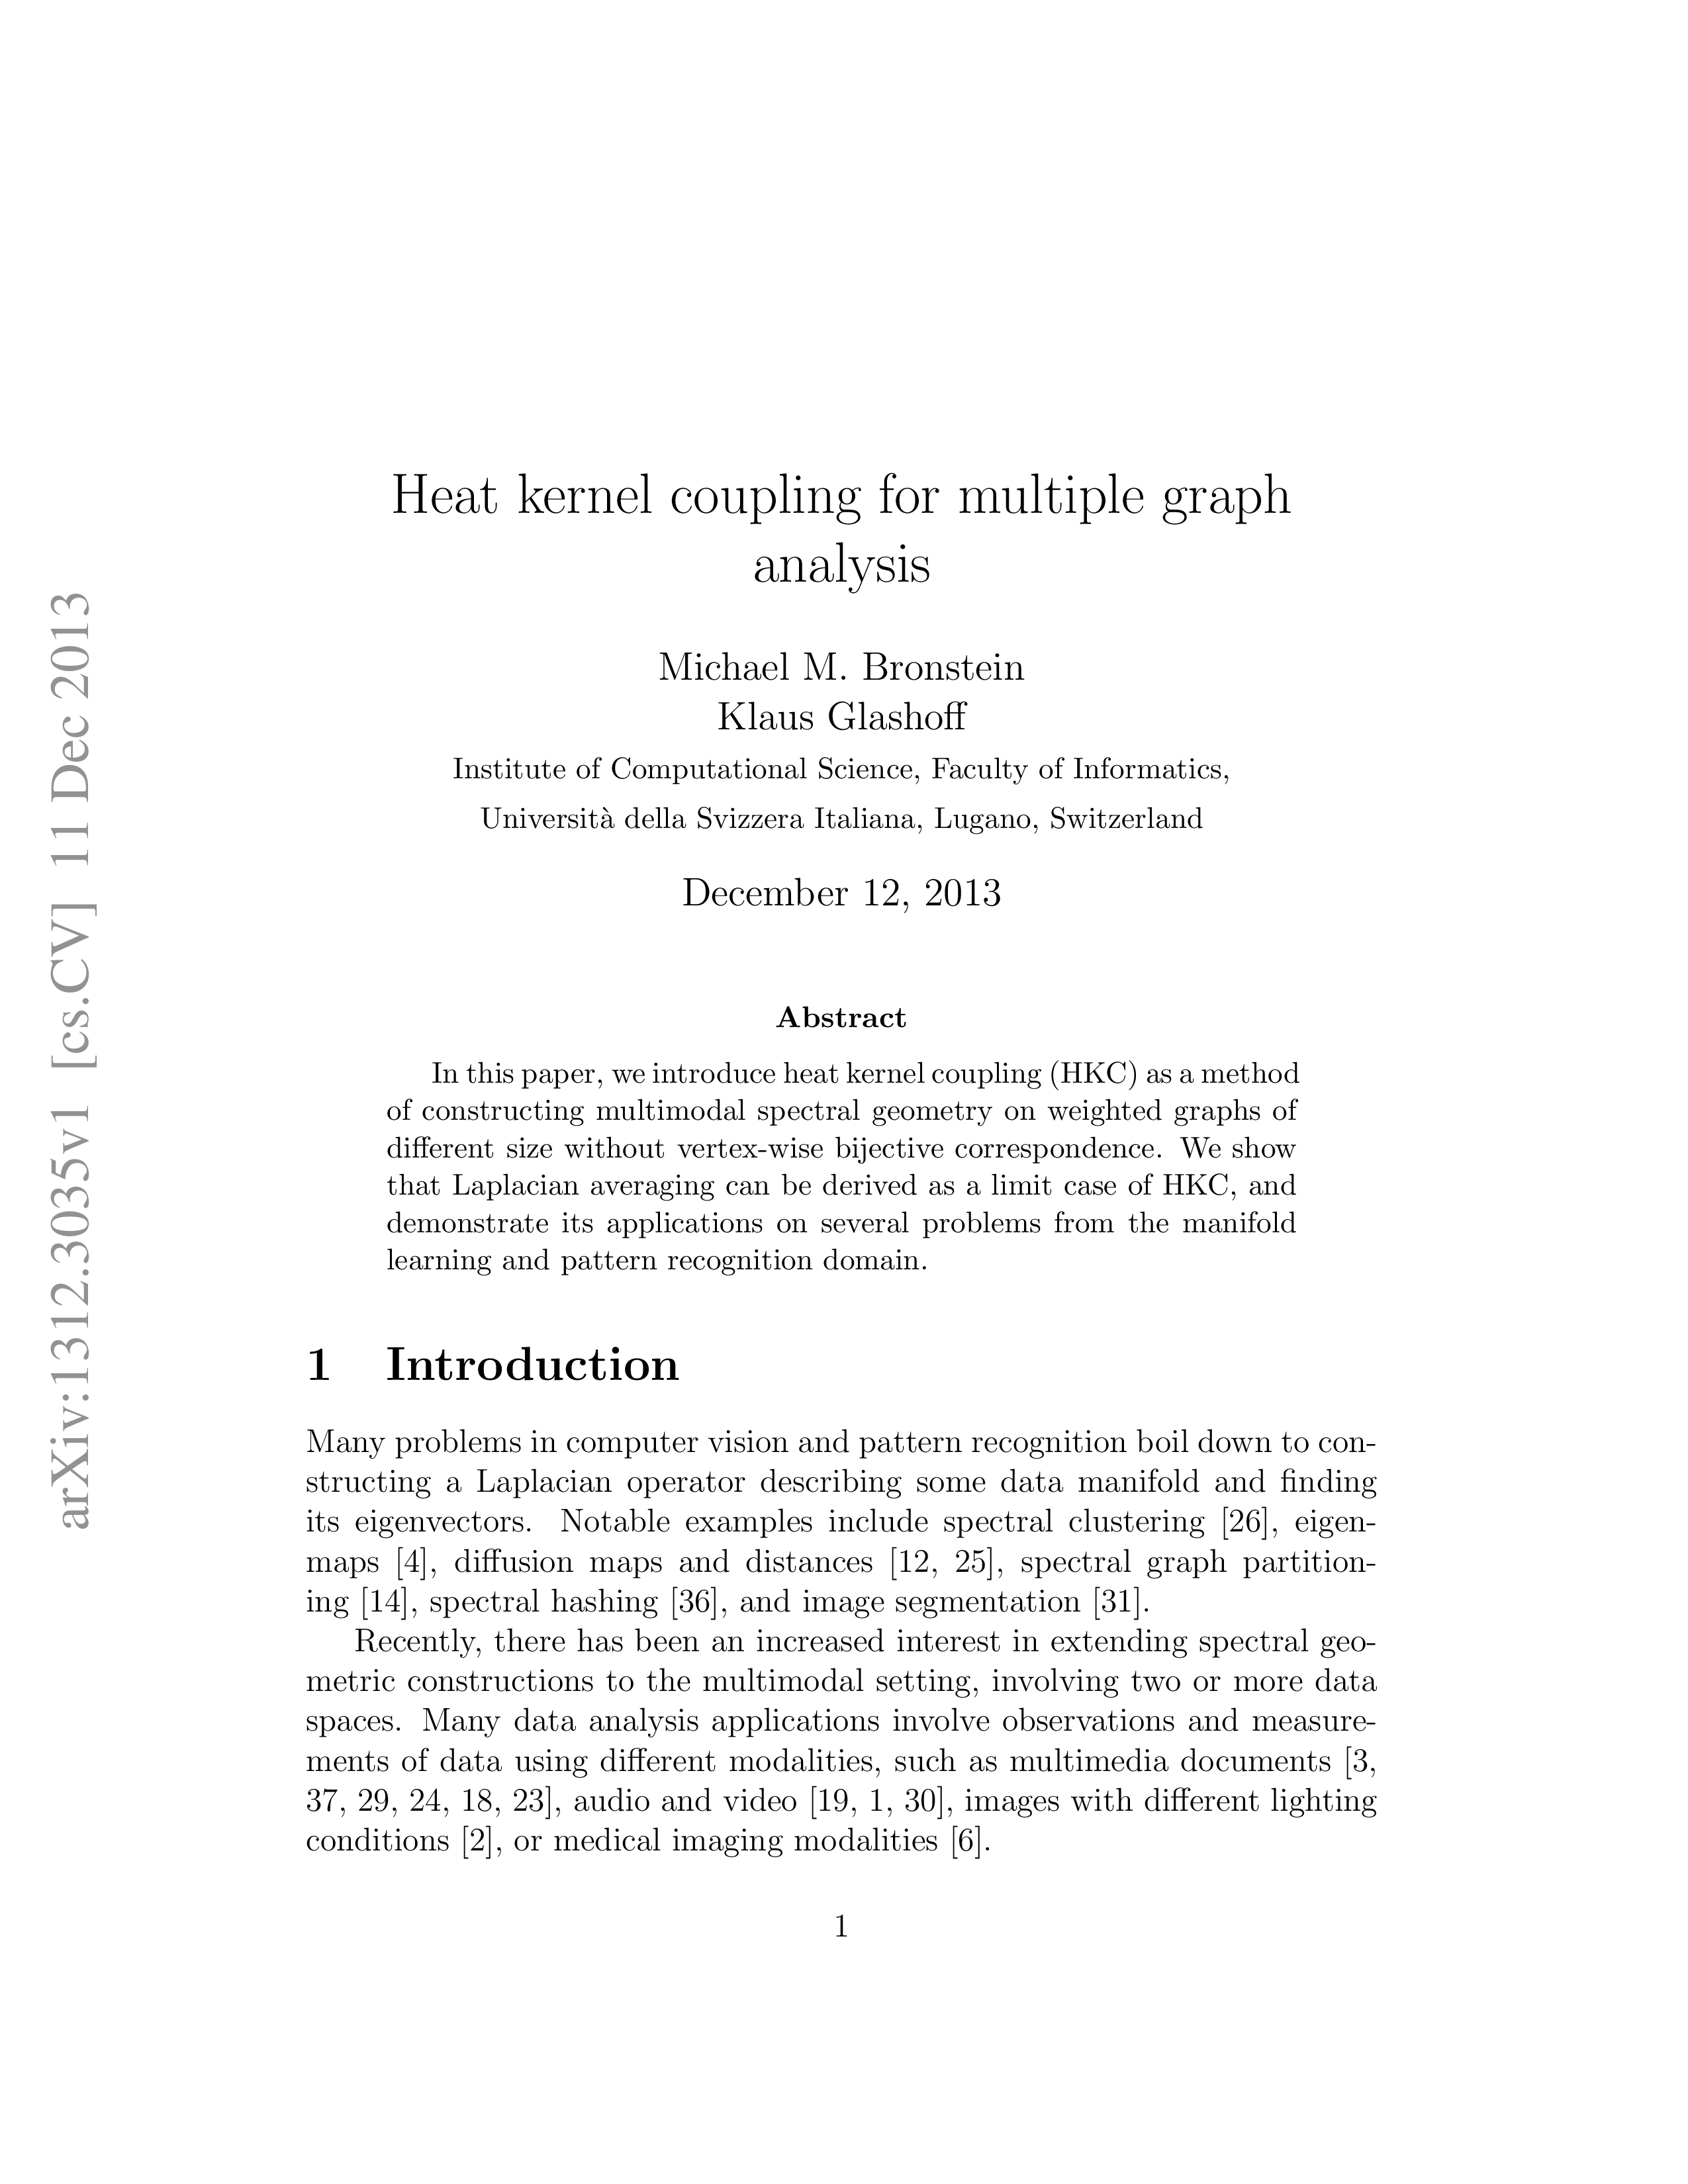 arXiv:1312.3035v1 [cs.CV] 11 Dec 2013
Heat kernel coupling for multiple graph
analysis
Michael M. Bronstein
Klaus Glashoff
Institute of Computational Science, Faculty of Informatics,
Università della Svizzera Italiana, Lugano, Switzerland
December 12, 2013
Abstract
In this paper, we introduce heat kernel coupling (HKC) as a method
of constructing multimodal spectral geometry on weighted graphs of
different size without vertex-wise bijective correspondence. We show
that Laplacian averaging can be derived as a limit case of HKC, and
demonstrate its applications on several problems from the manifold
learning and pattern recognition domain.
1 Introduction
Many problems in computer vision and pattern recognition boil down to con-
structing a Laplacian operator describing some data manifold and finding
its eigenvectors. Notable examples include spectral clustering [26], eigen-
maps [4], diffusion maps and distances [12, 25], spectral graph partition-
ing [14], spectral hashing [36], and image segmentation [31].
Recently, there has been an increased interest in extending spectral geo-
metric constructions to the multimodal setting, involving two or more data
spaces. Many data analysis applications involve observations and measure-
ments of data using different modalities, such as multimedia documents [3,
37, 29, 24, 18, 23], audio and video [19, 1, 30], images with different lighting
conditions [2], or medical imaging modalities [6].
1